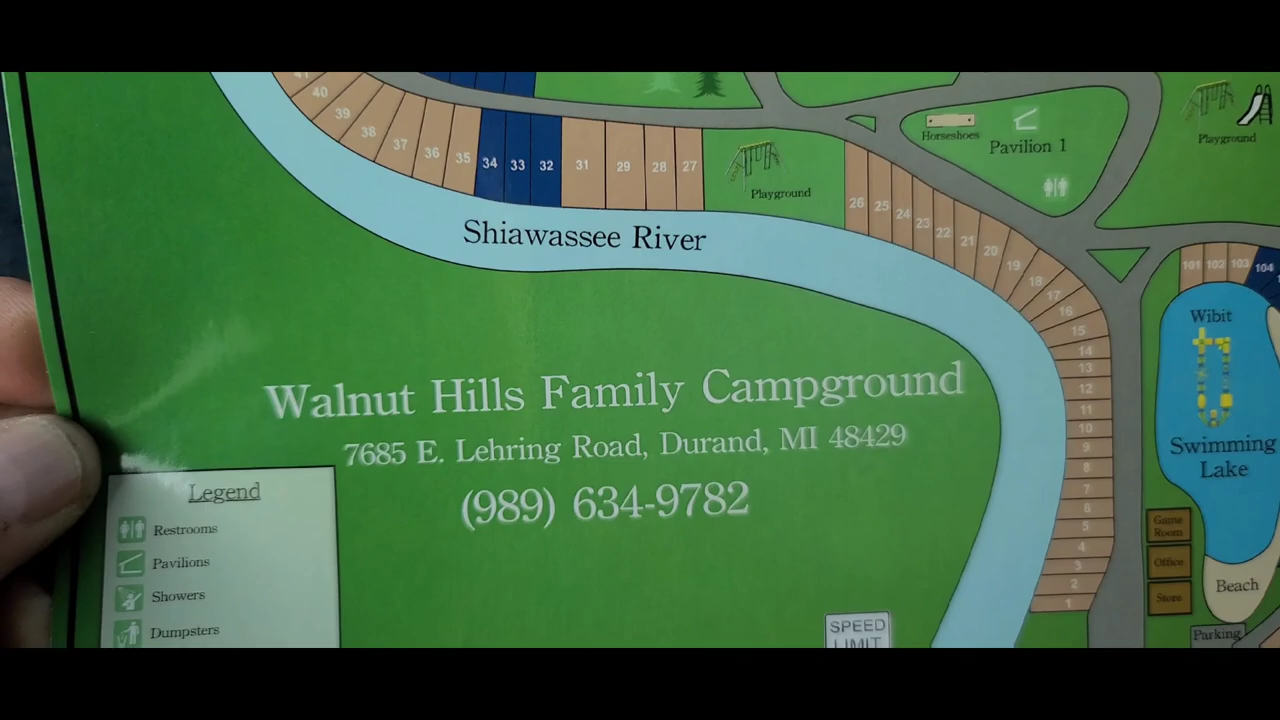 41
40
39
38
37
36
35
34
33
32
31
29
28
27
Playground
26
25
24
23
22
21
20
19
18
17
16
15
14
13
12
11
10
9
8
7
6
5
4
3
2
1
Horseshoes
Pavilion 1
Playground
101
102
103
104
Shiawassee River
Wibit
Swimming
Lake
Game
Room
Office
Store
Beach
Parking
Walnut Hills Family Campground
7685 E. Lehring Road, Durand, MI 48429
(989) 634-9782
Legend
Restrooms
Pavilions
Showers
Dumpsters
SPEED
LIMIT